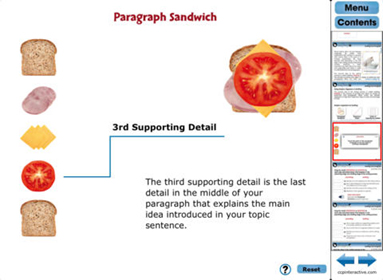 Paragraph Sandwich
3rd Supporting Detail
The third supporting detail is the last
detail in the middle of your
paragraph that explains the main
idea introduced in your topic
sentence.
? Reset
Menu
Contents
ccpinteractive.com